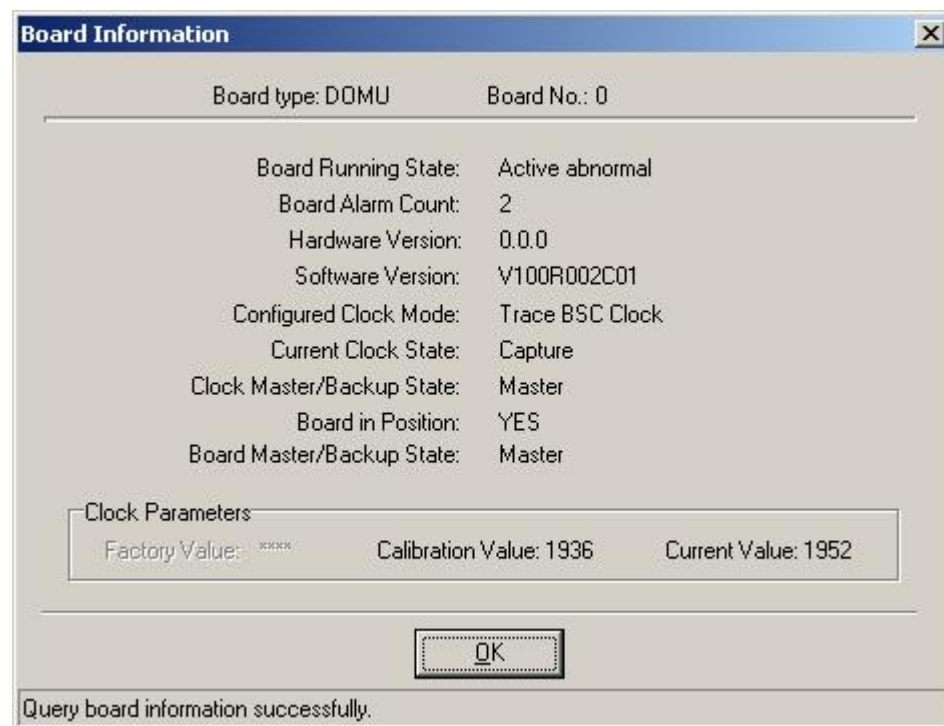 Board Information
Board type: DOMU Board No.: 0
Board Running State: Active abnormal
Board Alarm Count: 2
Hardware Version: 0.0.0
Software Version: V100R002C01
Configured Clock Mode: Trace BSC Clock
Current Clock State: Capture
Clock Master/Backup State: Master
Board in Position: YES
Board Master/Backup State: Master
Clock Parameters
Factory Value: **** Calibration Value: 1936 Current Value: 1952
OK
Query board information successfully.